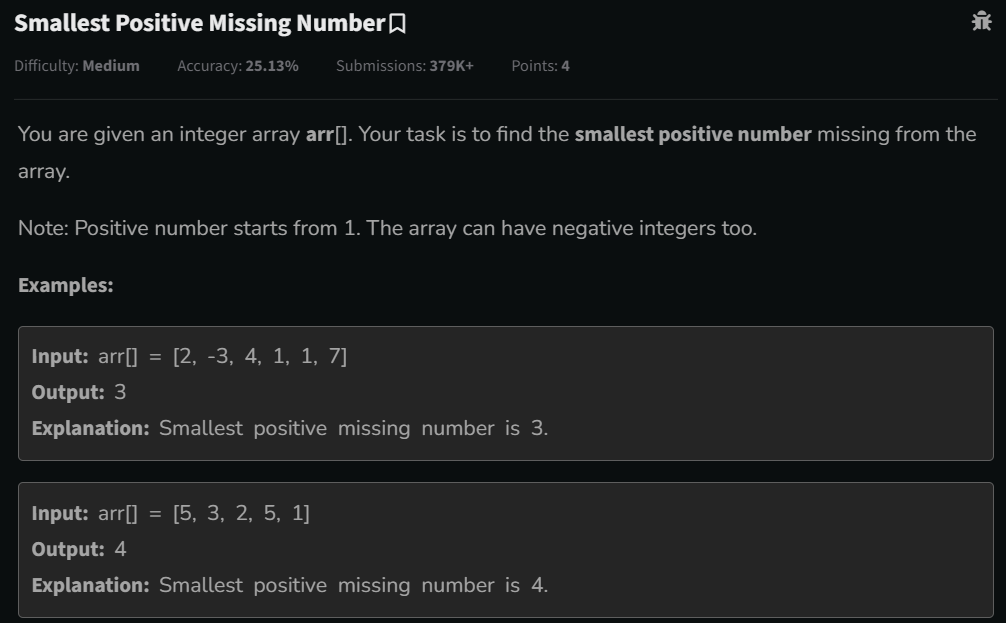 Smallest Positive Missing Number
Difficulty: Medium Accuracy: 25.13% Submissions: 379K+ Points: 4
You are given an integer array arr[]. Your task is to find the smallest positive number missing from the
array.
Note: Positive number starts from 1. The array can have negative integers too.
Examples:
Input: arr[] = [2, -3, 4, 1, 1, 7]
Output: 3
Explanation: Smallest positive missing number is 3.
Input: arr[] = [5, 3, 2, 5, 1]
Output: 4
Explanation: Smallest positive missing number is 4.